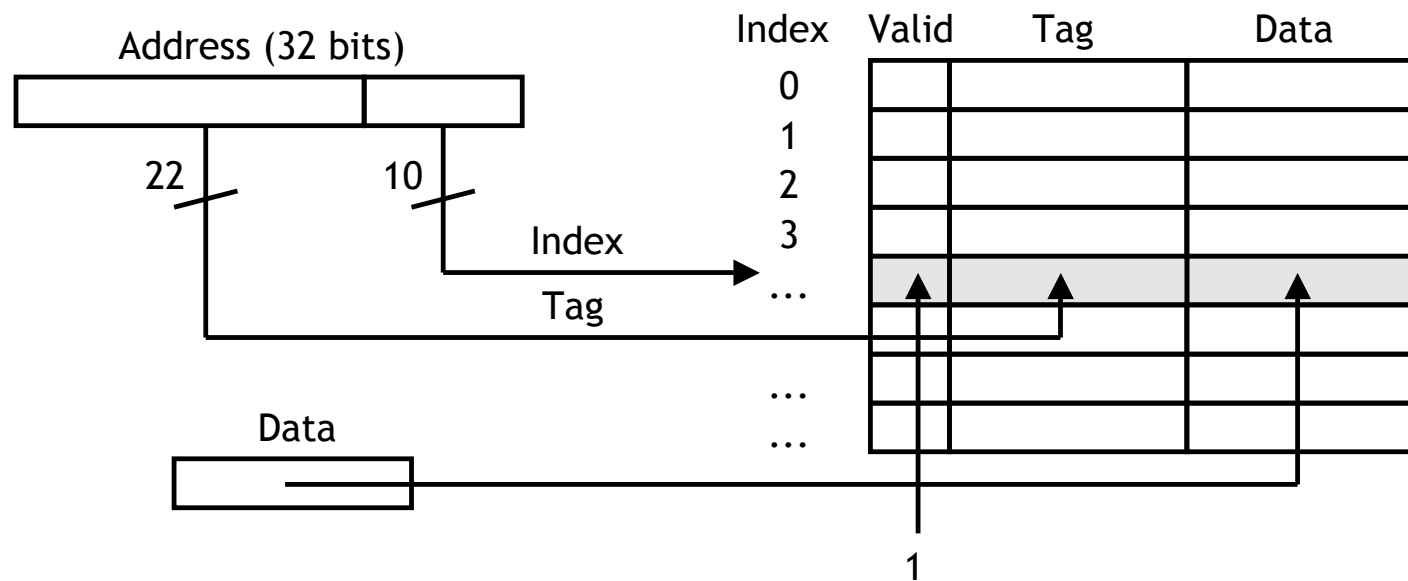 Address (32 bits)
Index Valid Tag Data
0
1
22 10 2
3
Index
...
Tag
...
Data ...
1